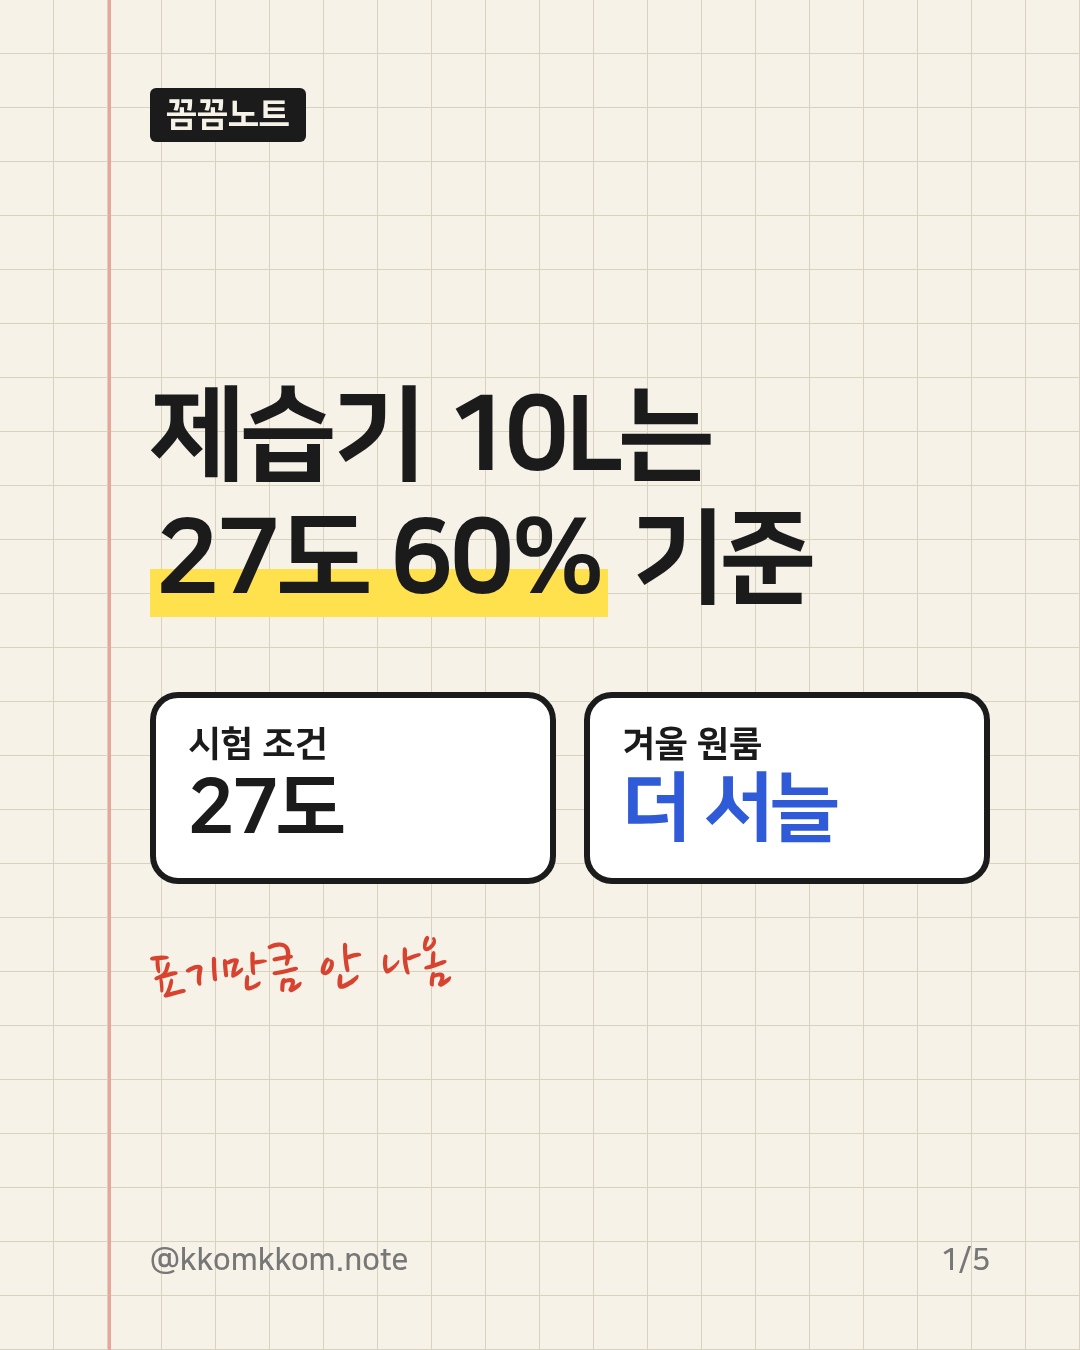 꼼꼼노트
제습기 10L는
27도 60% 기준
시험 조건
27도
겨울 원룸
더 서늘
표기만큼 안 나옴
@kkomkkom.note
1/5